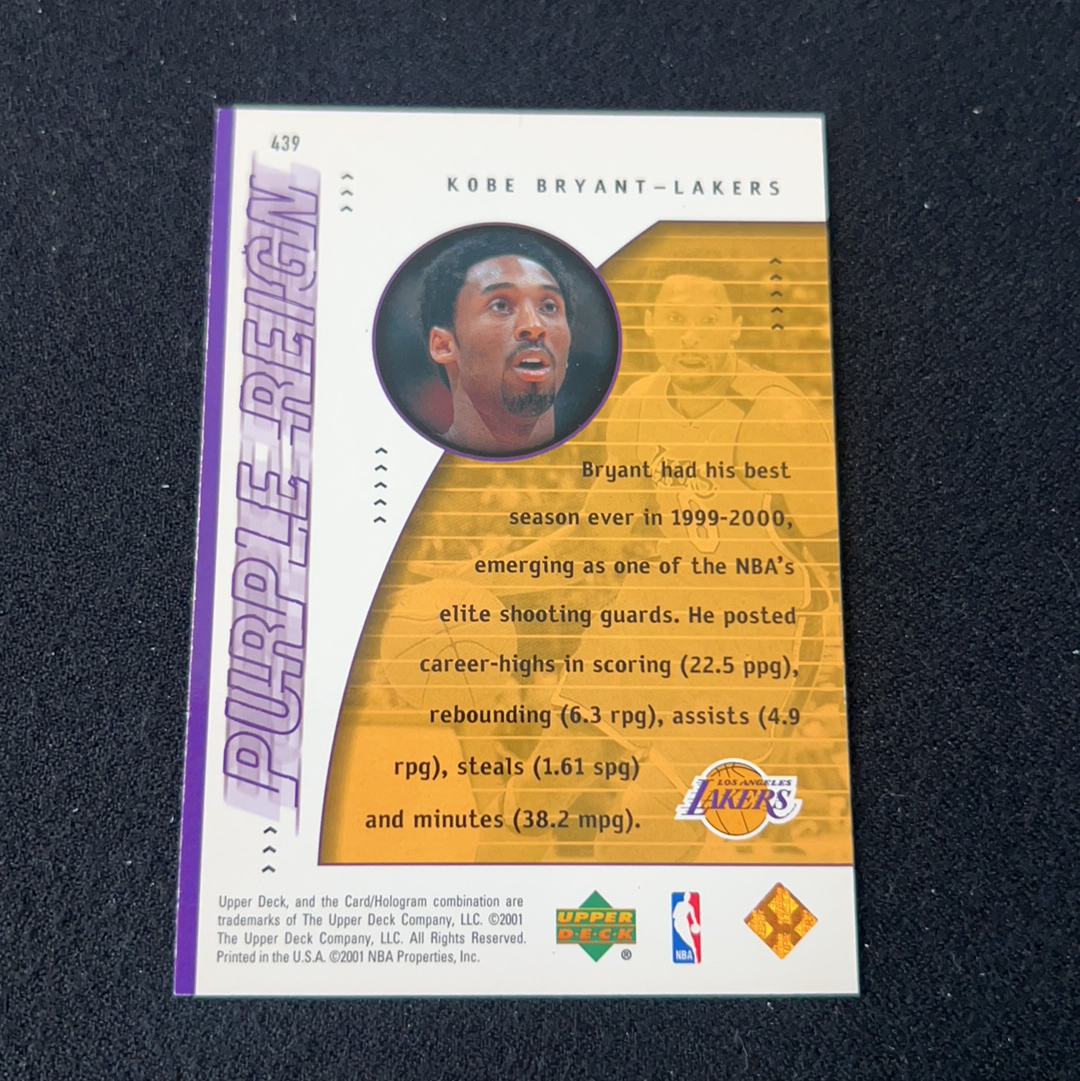 439
PURPLE REIGN
KOBE BRYANT–LAKERS
Bryant had his best
season ever in 1999-2000,
emerging as one of the NBA's
elite shooting guards. He posted
career-highs in scoring (22.5 ppg),
rebounding (6.3 rpg), assists (4.9
rpg), steals (1.61 spg)
and minutes (38.2 mpg).
LOS ANGELES
LAKERS
Upper Deck, and the Card/Hologram combination are
trademarks of The Upper Deck Company, LLC. ©2001
The Upper Deck Company, LLC. All Rights Reserved.
Printed in the U.S.A. ©2001 NBA Properties, Inc.
UPPER
D·E·C·K
®
NBA